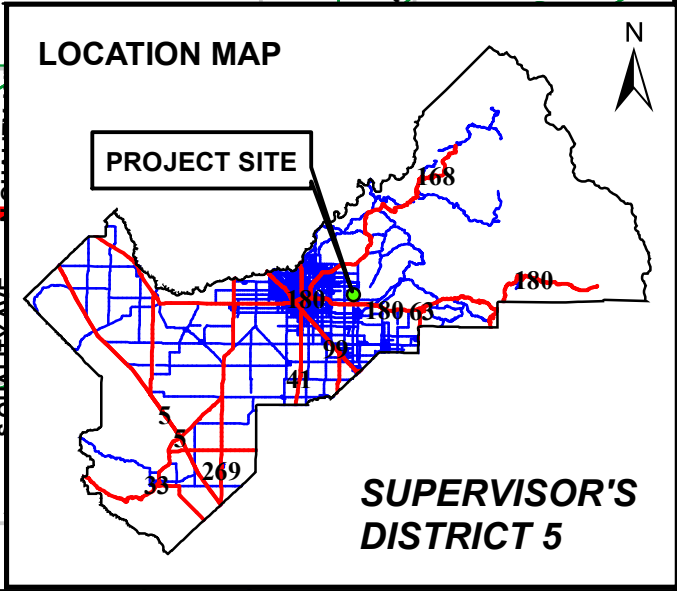 N
LOCATION MAP
PROJECT SITE
168
180
180
180 63
99
41
5
5
269
33
SUPERVISOR'S
DISTRICT 5